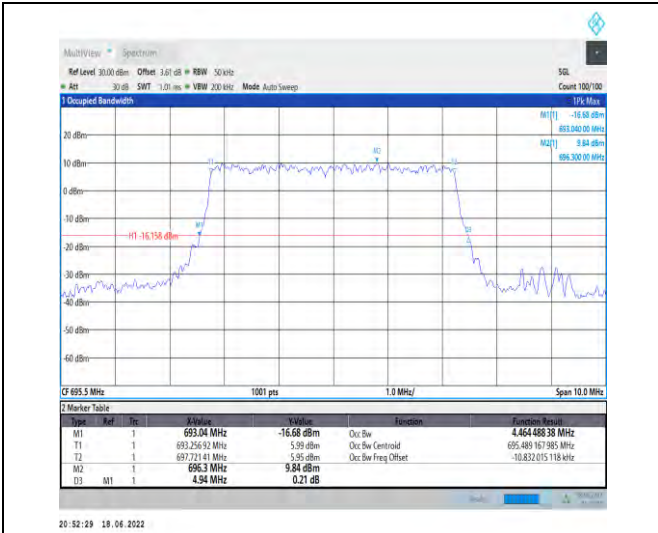 MultiView Spectrum
Ref Level 30.00 dBm Offset 3.61 dB RBW 50 kHz SGL
Att 30 dB SWT 1.01 ms VBW 200 kHz Mode Auto Sweep Count 100/100
1 Occupied Bandwidth 1Pk Max
M1[1] -16.68 dBm
693.040 00 MHz
M2[1] 9.84 dBm
696.300 00 MHz
20 dBm
M2
10 dBm
T1 T2
0 dBm
-10 dBm
M1 D3
H1 -16.158 dBm
-20 dBm
-30 dBm
-40 dBm
-50 dBm
-60 dBm
CF 695.5 MHz 1001 pts 1.0 MHz/ Span 10.0 MHz
2 Marker Table
Type Ref Trc X-Value Y-Value Function Function Result
M1 1 693.04 MHz -16.68 dBm Occ Bw 4.464 488 38 MHz
T1 1 693.256 92 MHz 5.99 dBm Occ Bw Centroid 695.489 167 985 MHz
T2 1 697.721 41 MHz 5.95 dBm Occ Bw Freq Offset -10.832 015 118 kHz
M2 1 696.3 MHz 9.84 dBm
D3 M1 1 4.94 MHz 0.21 dB
20:52:29 18.06.2022